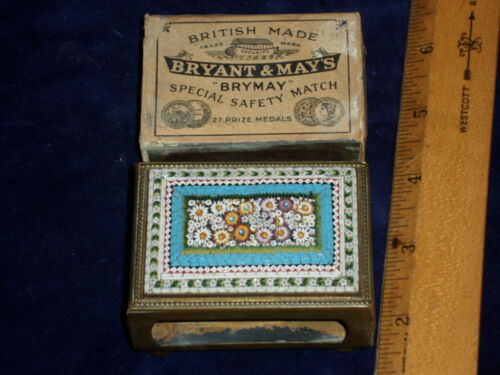 BRITISH MADE
TRADE MARK
SECURITY
BRYANT & MAY'S
"BRYMAY"
SPECIAL SAFETY MATCH
27 PRIZE MEDALS
6
5
4
3
2
WESTCOTT